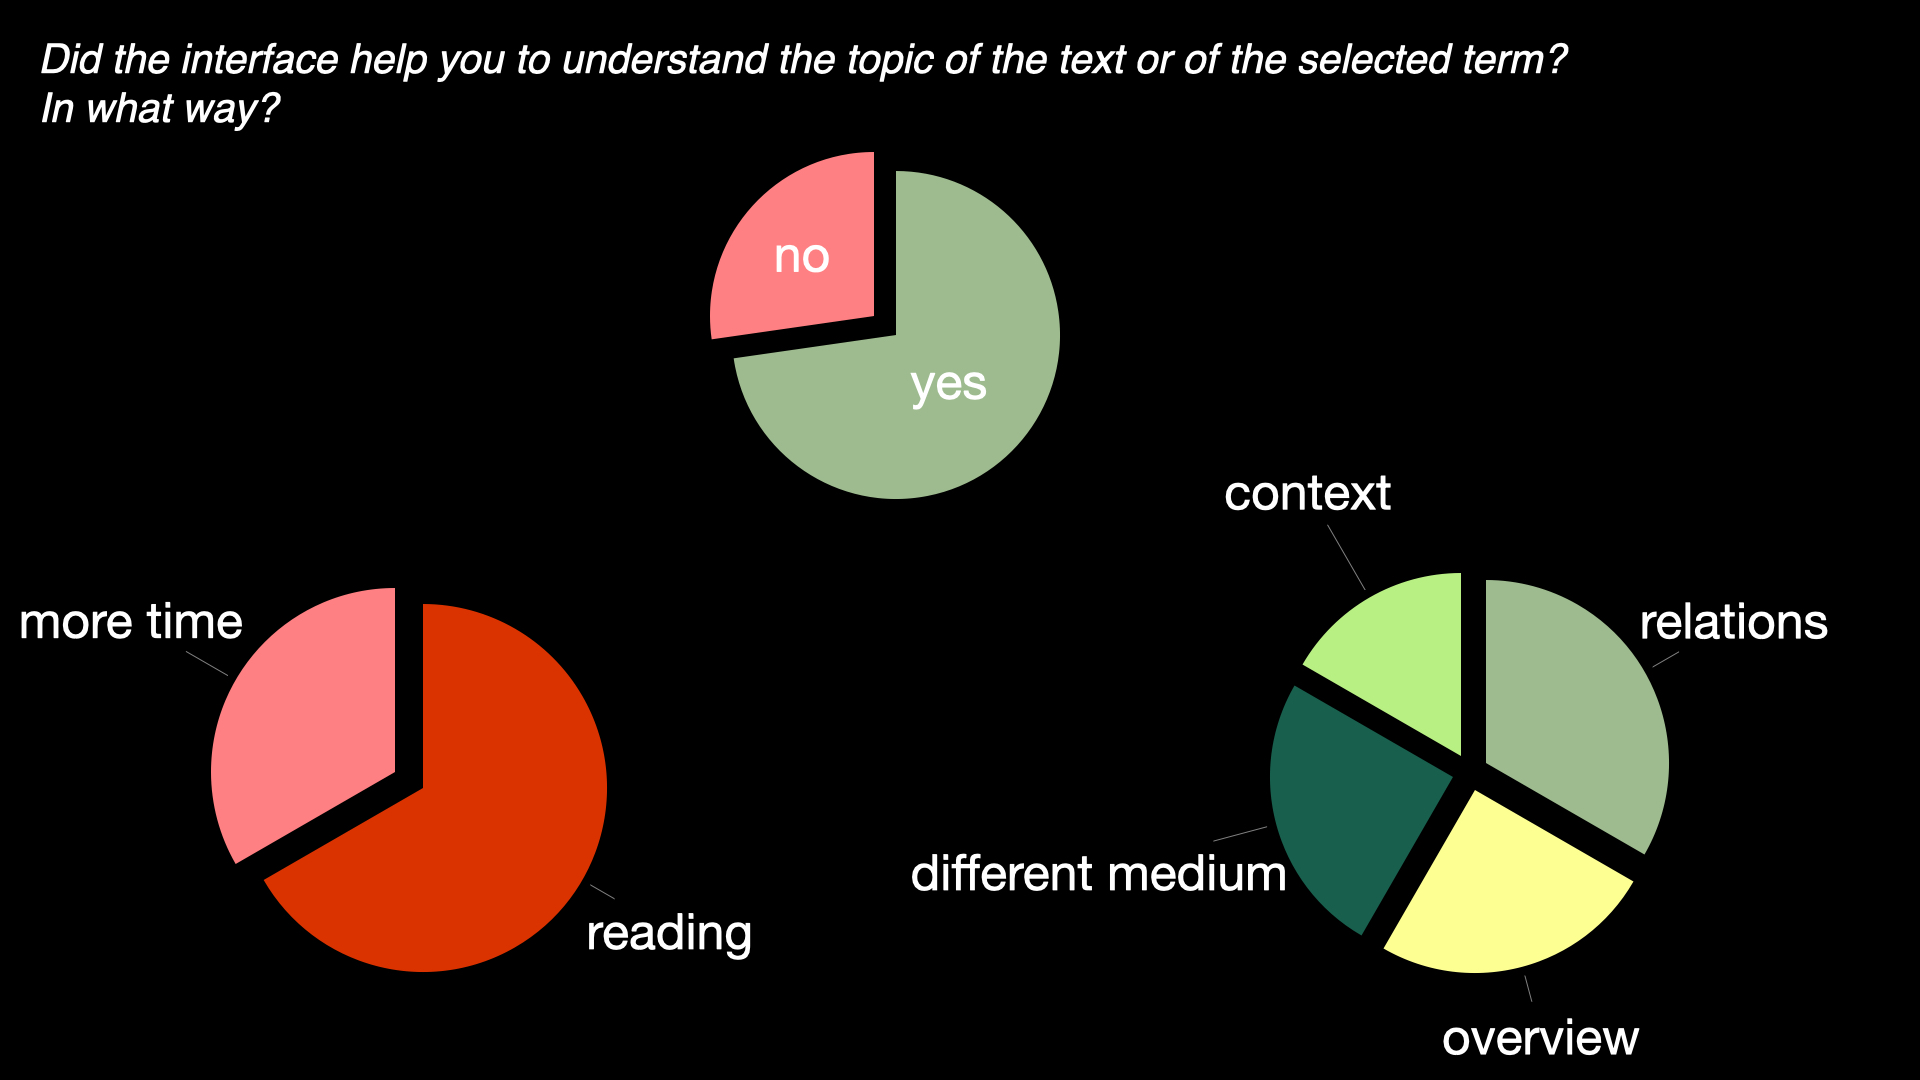 Did the interface help you to understand the topic of the text or of the selected term?
In what way?
no
yes
context
more time
relations
different medium
reading
overview